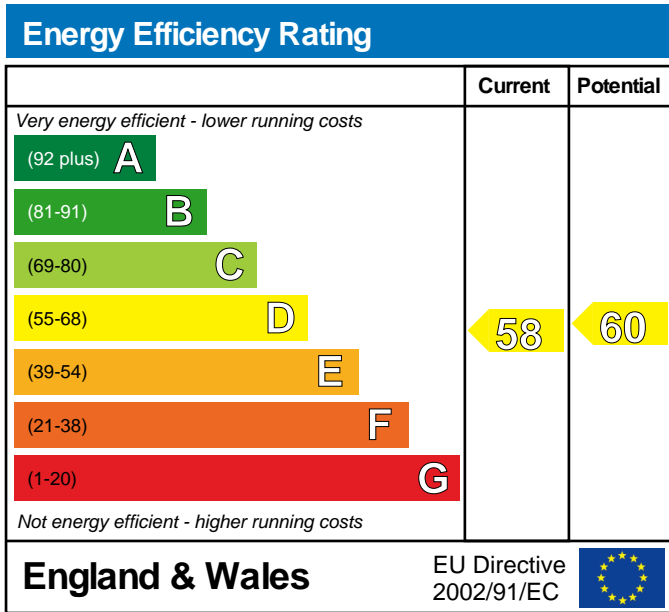 Energy Efficiency Rating
Current Potential
Very energy efficient - lower running costs
(92 plus) A
(81-91) B
(69-80) C
(55-68) D
58 60
(39-54) E
(21-38) F
(1-20) G
Not energy efficient - higher running costs
England & Wales
EU Directive
2002/91/EC